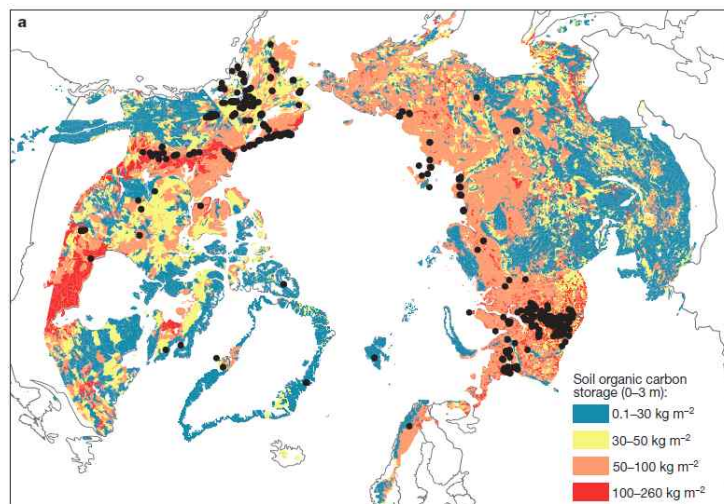 a
Soil organic carbon
storage (0–3 m):
0.1–30 kg m⁻²
30–50 kg m⁻²
50–100 kg m⁻²
100–260 kg m⁻²